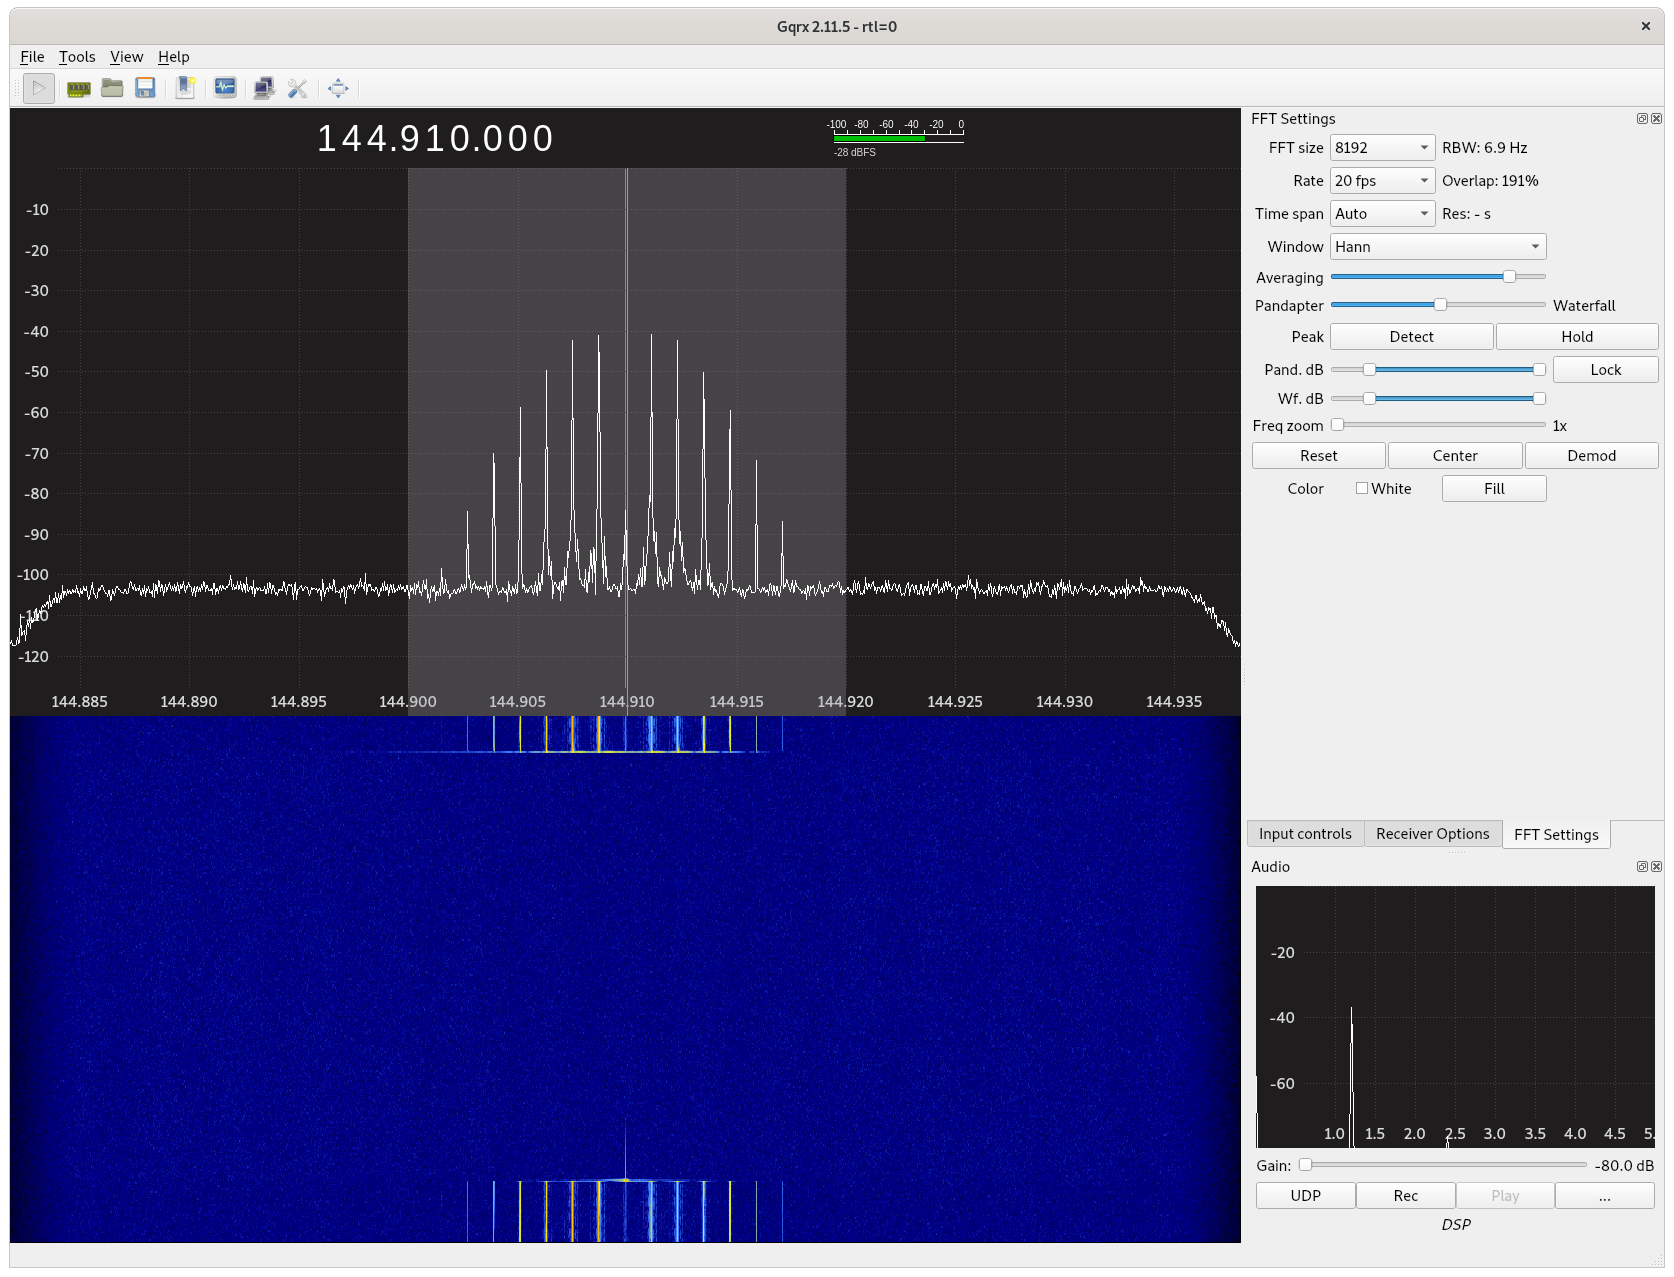 Gqrx 2.11.5 - rtl=0
File Tools View Help
144.910.000
-100 -80 -60 -40 -20 0
-28 dBFS
-10
-20
-30
-40
-50
-60
-70
-80
-90
-100
-110
-120
144.885 144.890 144.895 144.900 144.905 144.910 144.915 144.920 144.925 144.930 144.935
FFT Settings
FFT size 8192 RBW: 6.9 Hz
Rate 20 fps Overlap: 191%
Time span Auto Res: - s
Window Hann
Averaging
Pandapter Waterfall
Peak Detect Hold
Pand. dB Lock
Wf. dB
Freq zoom 1x
Reset Center Demod
Color White Fill
Input controls Receiver Options FFT Settings
Audio
-20
-40
-60
1.0 1.5 2.0 2.5 3.0 3.5 4.0 4.5 5.
Gain: -80.0 dB
UDP Rec Play ...
DSP